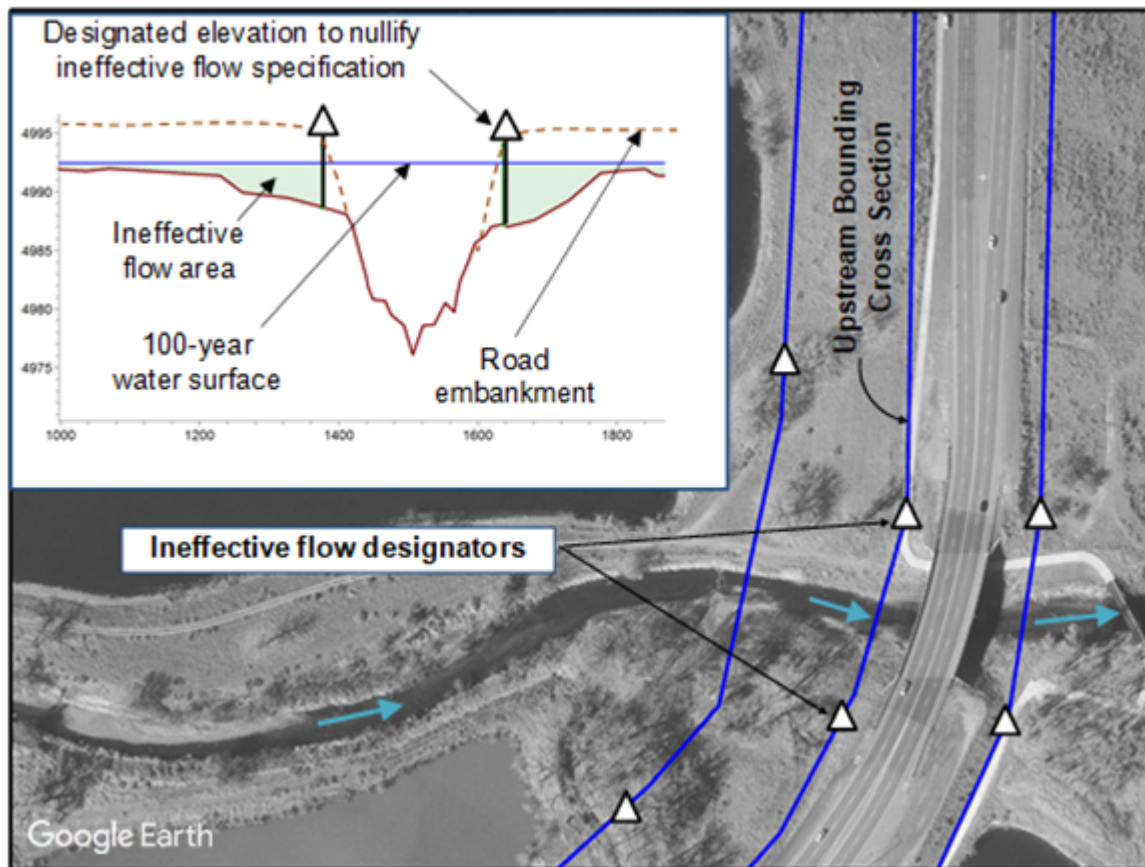 Designated elevation to nullify
ineffective flow specification
4995
4990
4985
4980
4975
1000
1200
1400
1600
1800
Ineffective
flow area
100-year
water surface
Road
embankment
Upstream Bounding
Cross Section
Ineffective flow designators
Google Earth